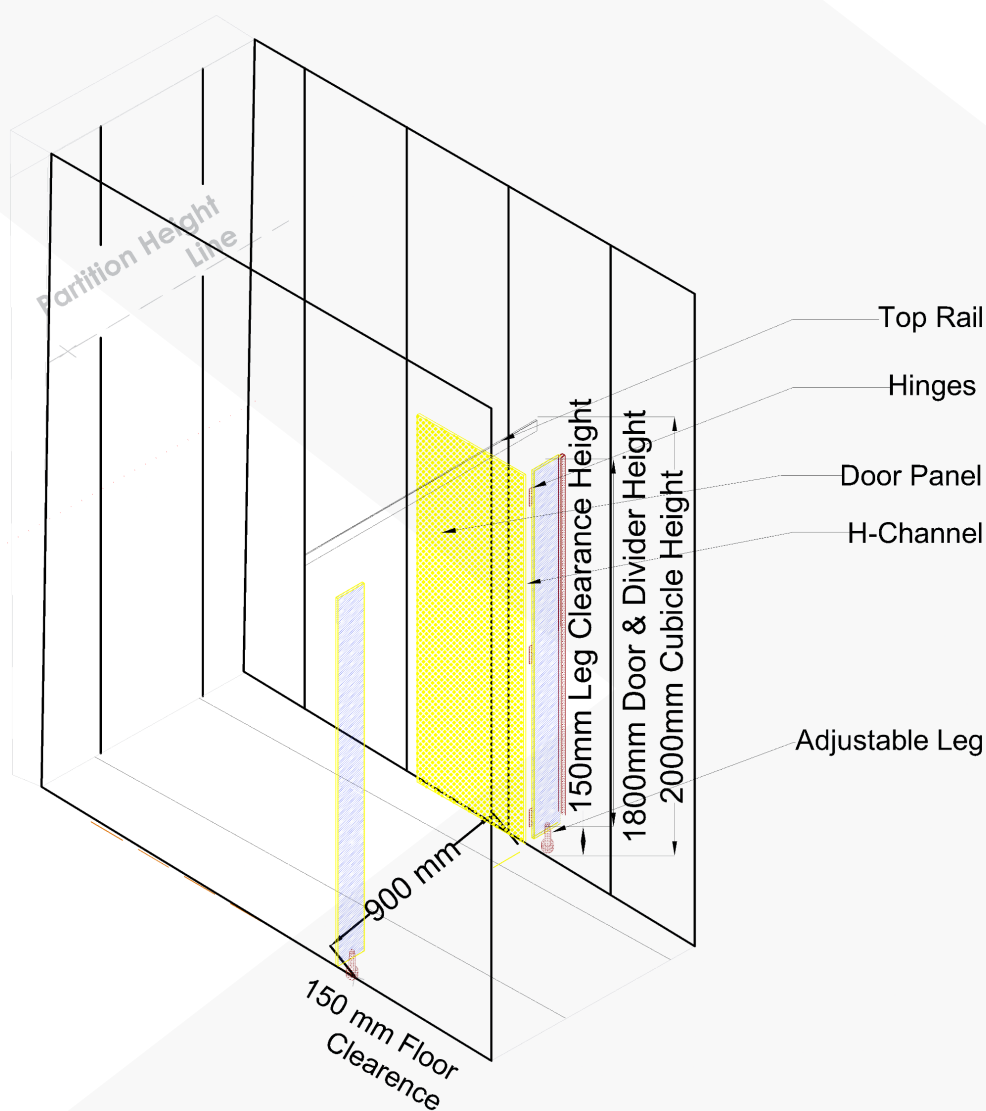 Partition Height
Line
Top Rail
Hinges
Door Panel
H-Channel
Adjustable Leg
150mm Leg Clearance Height
1800mm Door & Divider Height
2000mm Cubicle Height
900 mm
150 mm Floor
Clearence